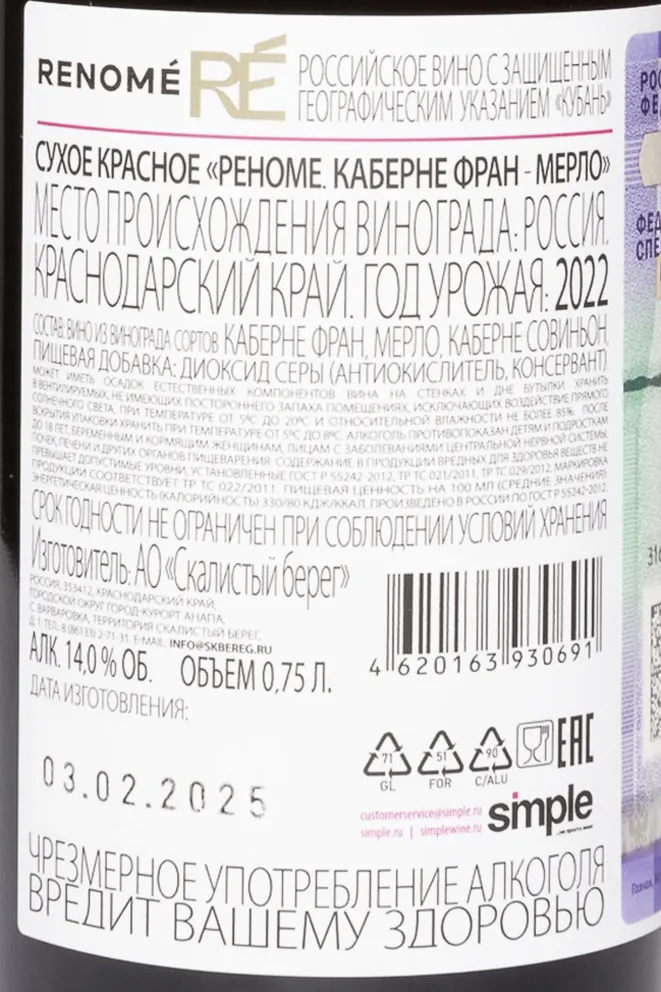 RENOMÉ RÉ РОССИЙСКОЕ ВИНО С ЗАЩИЩЕННЫМ
ГЕОГРАФИЧЕСКИМ УКАЗАНИЕМ «КУБАНЬ»
СУХОЕ КРАСНОЕ «РЕНОМЕ. КАБЕРНЕ ФРАН - МЕРЛО»
МЕСТО ПРОИСХОЖДЕНИЯ ВИНОГРАДА: РОССИЯ,
КРАСНОДАРСКИЙ КРАЙ. ГОД УРОЖАЯ: 2022
СОСТАВ: ВИНО ИЗ ВИНОГРАДА СОРТОВ КАБЕРНЕ ФРАН, МЕРЛО, КАБЕРНЕ СОВИНЬОН,
ПИЩЕВАЯ ДОБАВКА: ДИОКСИД СЕРЫ (АНТИОКИСЛИТЕЛЬ, КОНСЕРВАНТ)
МОЖЕТ ИМЕТЬ ОСАДОК ЕСТЕСТВЕННЫХ КОМПОНЕНТОВ ВИНА НА СТЕНКАХ И ДНЕ БУТЫЛКИ. ХРАНИТЬ
В ВЕНТИЛИРУЕМЫХ, НЕ ИМЕЮЩИХ ПОСТОРОННЕГО ЗАПАХА ПОМЕЩЕНИЯХ, ИСКЛЮЧАЮЩИХ ВОЗДЕЙСТВИЕ ПРЯМОГО
СОЛНЕЧНОГО СВЕТА, ПРИ ТЕМПЕРАТУРЕ ОТ 5°С ДО 20°С И ОТНОСИТЕЛЬНОЙ ВЛАЖНОСТИ НЕ БОЛЕЕ 85%. ПОСЛЕ
ВСКРЫТИЯ УПАКОВКИ ХРАНИТЬ ПРИ ТЕМПЕРАТУРЕ ОТ 5°С ДО 8°С. АЛКОГОЛЬ ПРОТИВОПОКАЗАН ДЕТЯМ И ПОДРОСТКАМ
ДО 18 ЛЕТ, БЕРЕМЕННЫМ И КОРМЯЩИМ ЖЕНЩИНАМ, ЛИЦАМ С ЗАБОЛЕВАНИЯМИ ЦЕНТРАЛЬНОЙ НЕРВНОЙ СИСТЕМЫ,
ПОЧЕК, ПЕЧЕНИ И ДРУГИХ ОРГАНОВ ПИЩЕВАРЕНИЯ. СОДЕРЖАНИЕ В ПРОДУКЦИИ ВРЕДНЫХ ДЛЯ ЗДОРОВЬЯ ВЕЩЕСТВ НЕ
ПРЕВЫШАЕТ ДОПУСТИМЫЕ УРОВНИ, УСТАНОВЛЕННЫЕ ГОСТ Р 55242-2012, ТР ТС 021/2011, ТР ТС 029/2012. МАРКИРОВКА
ПРОДУКЦИИ СООТВЕТСТВУЕТ ТР ТС 022/2011. ПИЩЕВАЯ ЦЕННОСТЬ НА 100 МЛ (СРЕДНИЕ ЗНАЧЕНИЯ):
ЭНЕРГЕТИЧЕСКАЯ ЦЕННОСТЬ (КАЛОРИЙНОСТЬ) 330/80 КДЖ/ККАЛ. ПРОИЗВЕДЕНО В РОССИИ ПО ГОСТ Р 55242-2012.
СРОК ГОДНОСТИ НЕ ОГРАНИЧЕН ПРИ СОБЛЮДЕНИИ УСЛОВИЙ ХРАНЕНИЯ
Изготовитель: АО «Скалистый берег»
РОССИЯ, 353412, КРАСНОДАРСКИЙ КРАЙ,
ГОРОДСКОЙ ОКРУГ ГОРОД-КУРОРТ АНАПА,
С. ВАРВАРОВКА, ТЕРРИТОРИЯ СКАЛИСТЫЙ БЕРЕГ,
Д. 1. ТЕЛ. 8 (86133) 2-71-31, E-MAIL: INFO@SKBEREG.RU
АЛК. 14,0 % ОБ. ОБЪЕМ 0,75 Л.
ДАТА ИЗГОТОВЛЕНИЯ:
03.02.2025
4 620163 930691
71 51 90 EAC
GL FOR C/ALU
customerservice@simple.ru
simple.ru | simplewine.ru
simple
...не просто вино
ЧРЕЗМЕРНОЕ УПОТРЕБЛЕНИЕ АЛКОГОЛЯ
ВРЕДИТ ВАШЕМУ ЗДОРОВЬЮ
РОС
ФЕ
ФЕД
СПЕ
316